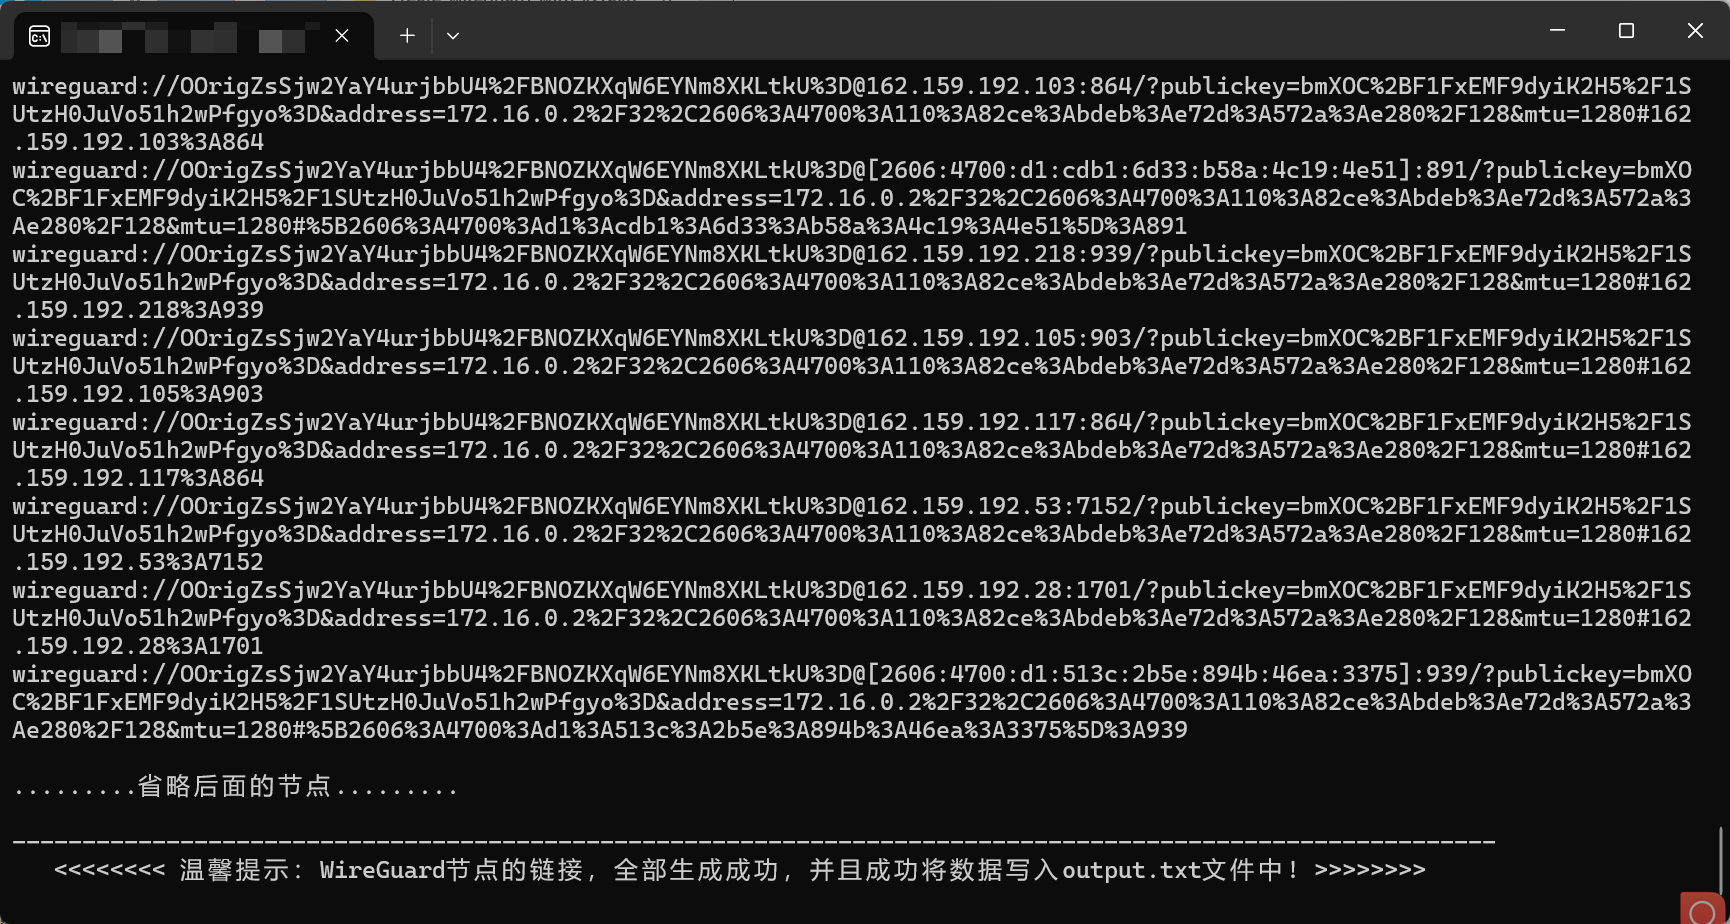 wireguard://OOrigZsSjw2YaY4urjbbU4%2FBNOZKXqW6EYNm8XKLtkU%3D@162.159.192.103:864/?publickey=bmXOC%2BF1FxEMF9dyiK2H5%2F1S
UtzH0JuVo51h2wPfgyo%3D&address=172.16.0.2%2F32%2C2606%3A4700%3A110%3A82ce%3Abdeb%3Ae72d%3A572a%3Ae280%2F128&mtu=1280#162
.159.192.103%3A864
wireguard://OOrigZsSjw2YaY4urjbbU4%2FBNOZKXqW6EYNm8XKLtkU%3D@[2606:4700:d1:cdb1:6d33:b58a:4c19:4e51]:891/?publickey=bmXO
C%2BF1FxEMF9dyiK2H5%2F1SUtzH0JuVo51h2wPfgyo%3D&address=172.16.0.2%2F32%2C2606%3A4700%3A110%3A82ce%3Abdeb%3Ae72d%3A572a%3
Ae280%2F128&mtu=1280#%5B2606%3A4700%3Ad1%3Acdb1%3A6d33%3Ab58a%3A4c19%3A4e51%5D%3A891
wireguard://OOrigZsSjw2YaY4urjbbU4%2FBNOZKXqW6EYNm8XKLtkU%3D@162.159.192.218:939/?publickey=bmXOC%2BF1FxEMF9dyiK2H5%2F1S
UtzH0JuVo51h2wPfgyo%3D&address=172.16.0.2%2F32%2C2606%3A4700%3A110%3A82ce%3Abdeb%3Ae72d%3A572a%3Ae280%2F128&mtu=1280#162
.159.192.218%3A939
wireguard://OOrigZsSjw2YaY4urjbbU4%2FBNOZKXqW6EYNm8XKLtkU%3D@162.159.192.105:903/?publickey=bmXOC%2BF1FxEMF9dyiK2H5%2F1S
UtzH0JuVo51h2wPfgyo%3D&address=172.16.0.2%2F32%2C2606%3A4700%3A110%3A82ce%3Abdeb%3Ae72d%3A572a%3Ae280%2F128&mtu=1280#162
.159.192.105%3A903
wireguard://OOrigZsSjw2YaY4urjbbU4%2FBNOZKXqW6EYNm8XKLtkU%3D@162.159.192.117:864/?publickey=bmXOC%2BF1FxEMF9dyiK2H5%2F1S
UtzH0JuVo51h2wPfgyo%3D&address=172.16.0.2%2F32%2C2606%3A4700%3A110%3A82ce%3Abdeb%3Ae72d%3A572a%3Ae280%2F128&mtu=1280#162
.159.192.117%3A864
wireguard://OOrigZsSjw2YaY4urjbbU4%2FBNOZKXqW6EYNm8XKLtkU%3D@162.159.192.53:7152/?publickey=bmXOC%2BF1FxEMF9dyiK2H5%2F1S
UtzH0JuVo51h2wPfgyo%3D&address=172.16.0.2%2F32%2C2606%3A4700%3A110%3A82ce%3Abdeb%3Ae72d%3A572a%3Ae280%2F128&mtu=1280#162
.159.192.53%3A7152
wireguard://OOrigZsSjw2YaY4urjbbU4%2FBNOZKXqW6EYNm8XKLtkU%3D@162.159.192.28:1701/?publickey=bmXOC%2BF1FxEMF9dyiK2H5%2F1S
UtzH0JuVo51h2wPfgyo%3D&address=172.16.0.2%2F32%2C2606%3A4700%3A110%3A82ce%3Abdeb%3Ae72d%3A572a%3Ae280%2F128&mtu=1280#162
.159.192.28%3A1701
wireguard://OOrigZsSjw2YaY4urjbbU4%2FBNOZKXqW6EYNm8XKLtkU%3D@[2606:4700:d1:513c:2b5e:894b:46ea:3375]:939/?publickey=bmXO
C%2BF1FxEMF9dyiK2H5%2F1SUtzH0JuVo51h2wPfgyo%3D&address=172.16.0.2%2F32%2C2606%3A4700%3A110%3A82ce%3Abdeb%3Ae72d%3A572a%3
Ae280%2F128&mtu=1280#%5B2606%3A4700%3Ad1%3A513c%3A2b5e%3A894b%3A46ea%3A3375%5D%3A939
.........省略后面的节点.........
----------------------------------------------------------------------------------------------------------
<<<<<<<< 温馨提示：WireGuard节点的链接，全部生成成功，并且成功将数据写入output.txt文件中！>>>>>>>>